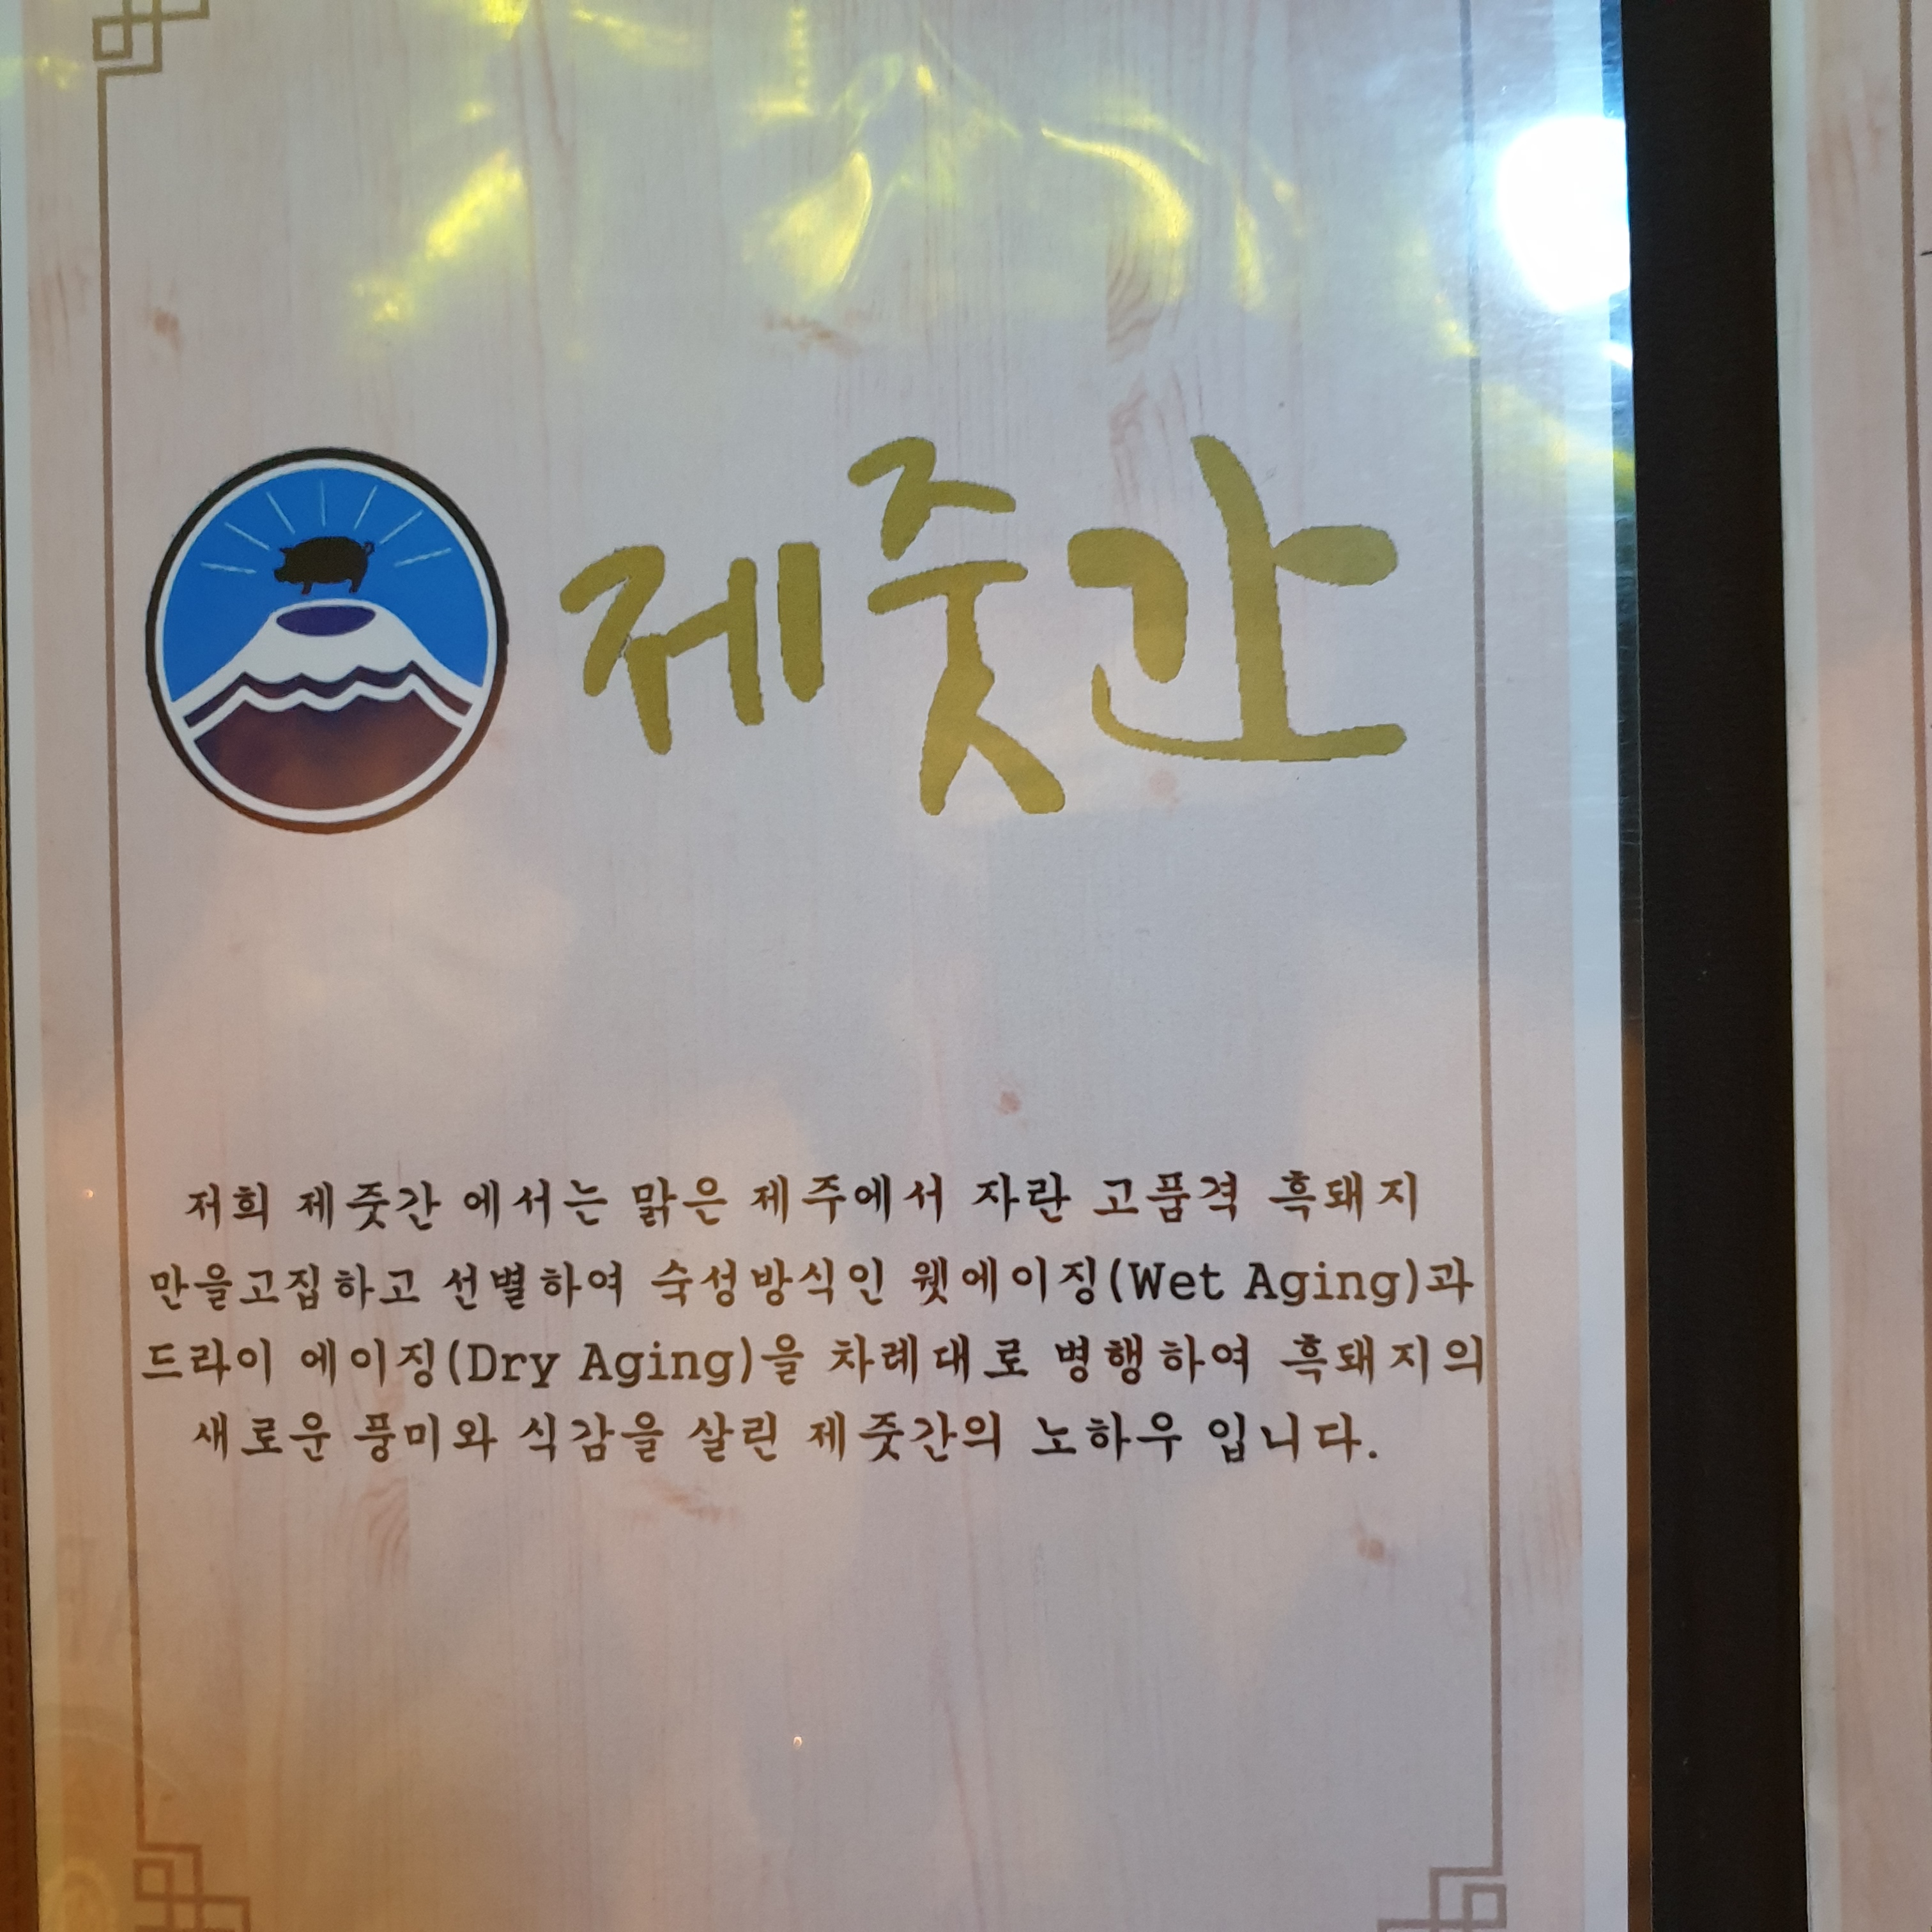 제줏간
저희 제줏간 에서는 맑은 제주에서 자란 고품격 흑돼지
만을고집하고 선별하여 숙성방식인 웻에이징(Wet Aging)과
드라이 에이징(Dry Aging)을 차례대로 병행하여 흑돼지의
새로운 풍미와 식감을 살린 제줏간의 노하우 입니다.